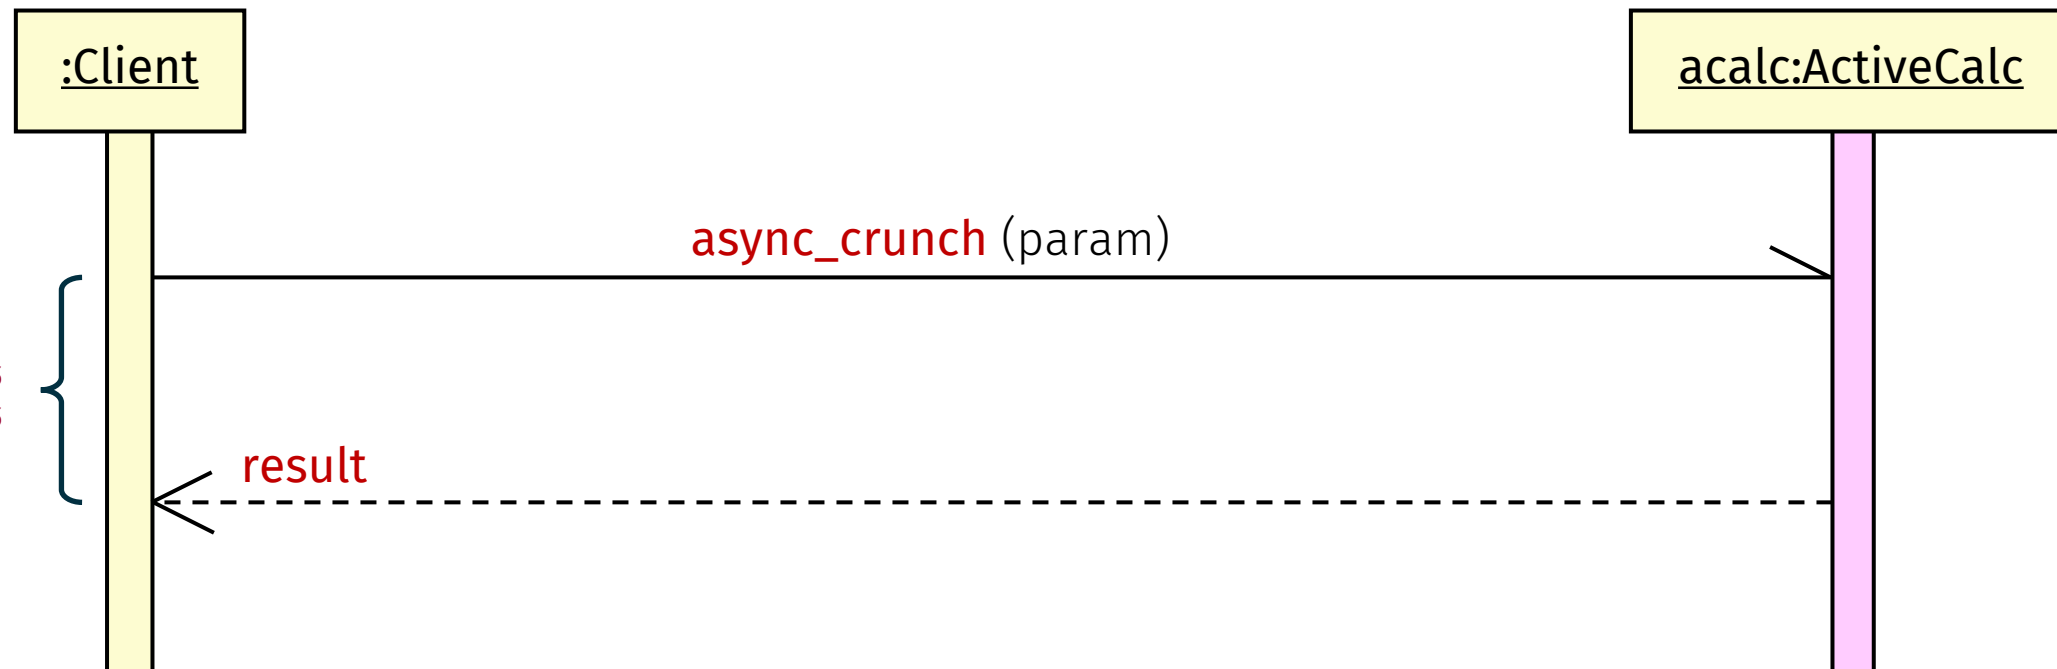 :Client
acalc:ActiveCalc
async_crunch (param)
result